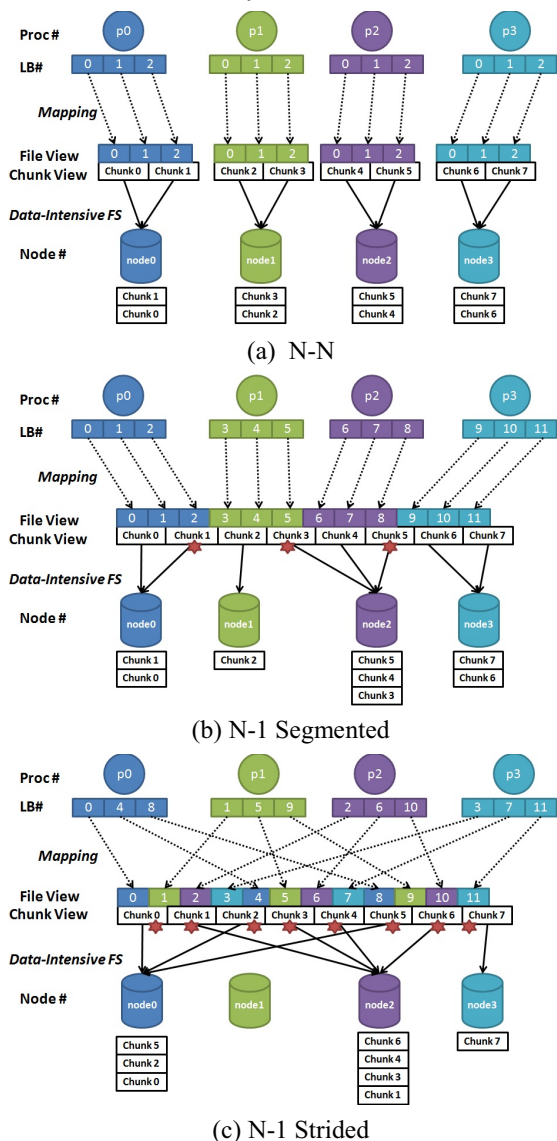 Proc # p0 p1 p2 p3
LB# 0 1 2 0 1 2 0 1 2 0 1 2
Mapping
File View 0 1 2 0 1 2 0 1 2 0 1 2
Chunk View Chunk 0 Chunk 1 Chunk 2 Chunk 3 Chunk 4 Chunk 5 Chunk 6 Chunk 7
Data-Intensive FS
Node # node0 node1 node2 node3
Chunk 1 Chunk 3 Chunk 5 Chunk 7
Chunk 0 Chunk 2 Chunk 4 Chunk 6
(a) N-N
Proc # p0 p1 p2 p3
LB# 0 1 2 3 4 5 6 7 8 9 10 11
Mapping
File View 0 1 2 3 4 5 6 7 8 9 10 11
Chunk View Chunk 0 Chunk 1 Chunk 2 Chunk 3 Chunk 4 Chunk 5 Chunk 6 Chunk 7
Data-Intensive FS
Node # node0 node1 node2 node3
Chunk 1 Chunk 2 Chunk 5 Chunk 7
Chunk 0 Chunk 4 Chunk 6
Chunk 3
(b) N-1 Segmented
Proc # p0 p1 p2 p3
LB# 0 4 8 1 5 9 2 6 10 3 7 11
Mapping
File View 0 1 2 3 4 5 6 7 8 9 10 11
Chunk View Chunk 0 Chunk 1 Chunk 2 Chunk 3 Chunk 4 Chunk 5 Chunk 6 Chunk 7
Data-Intensive FS
Node # node0 node1 node2 node3
Chunk 5 Chunk 6 Chunk 7
Chunk 2 Chunk 4
Chunk 0 Chunk 3
Chunk 1
(c) N-1 Strided